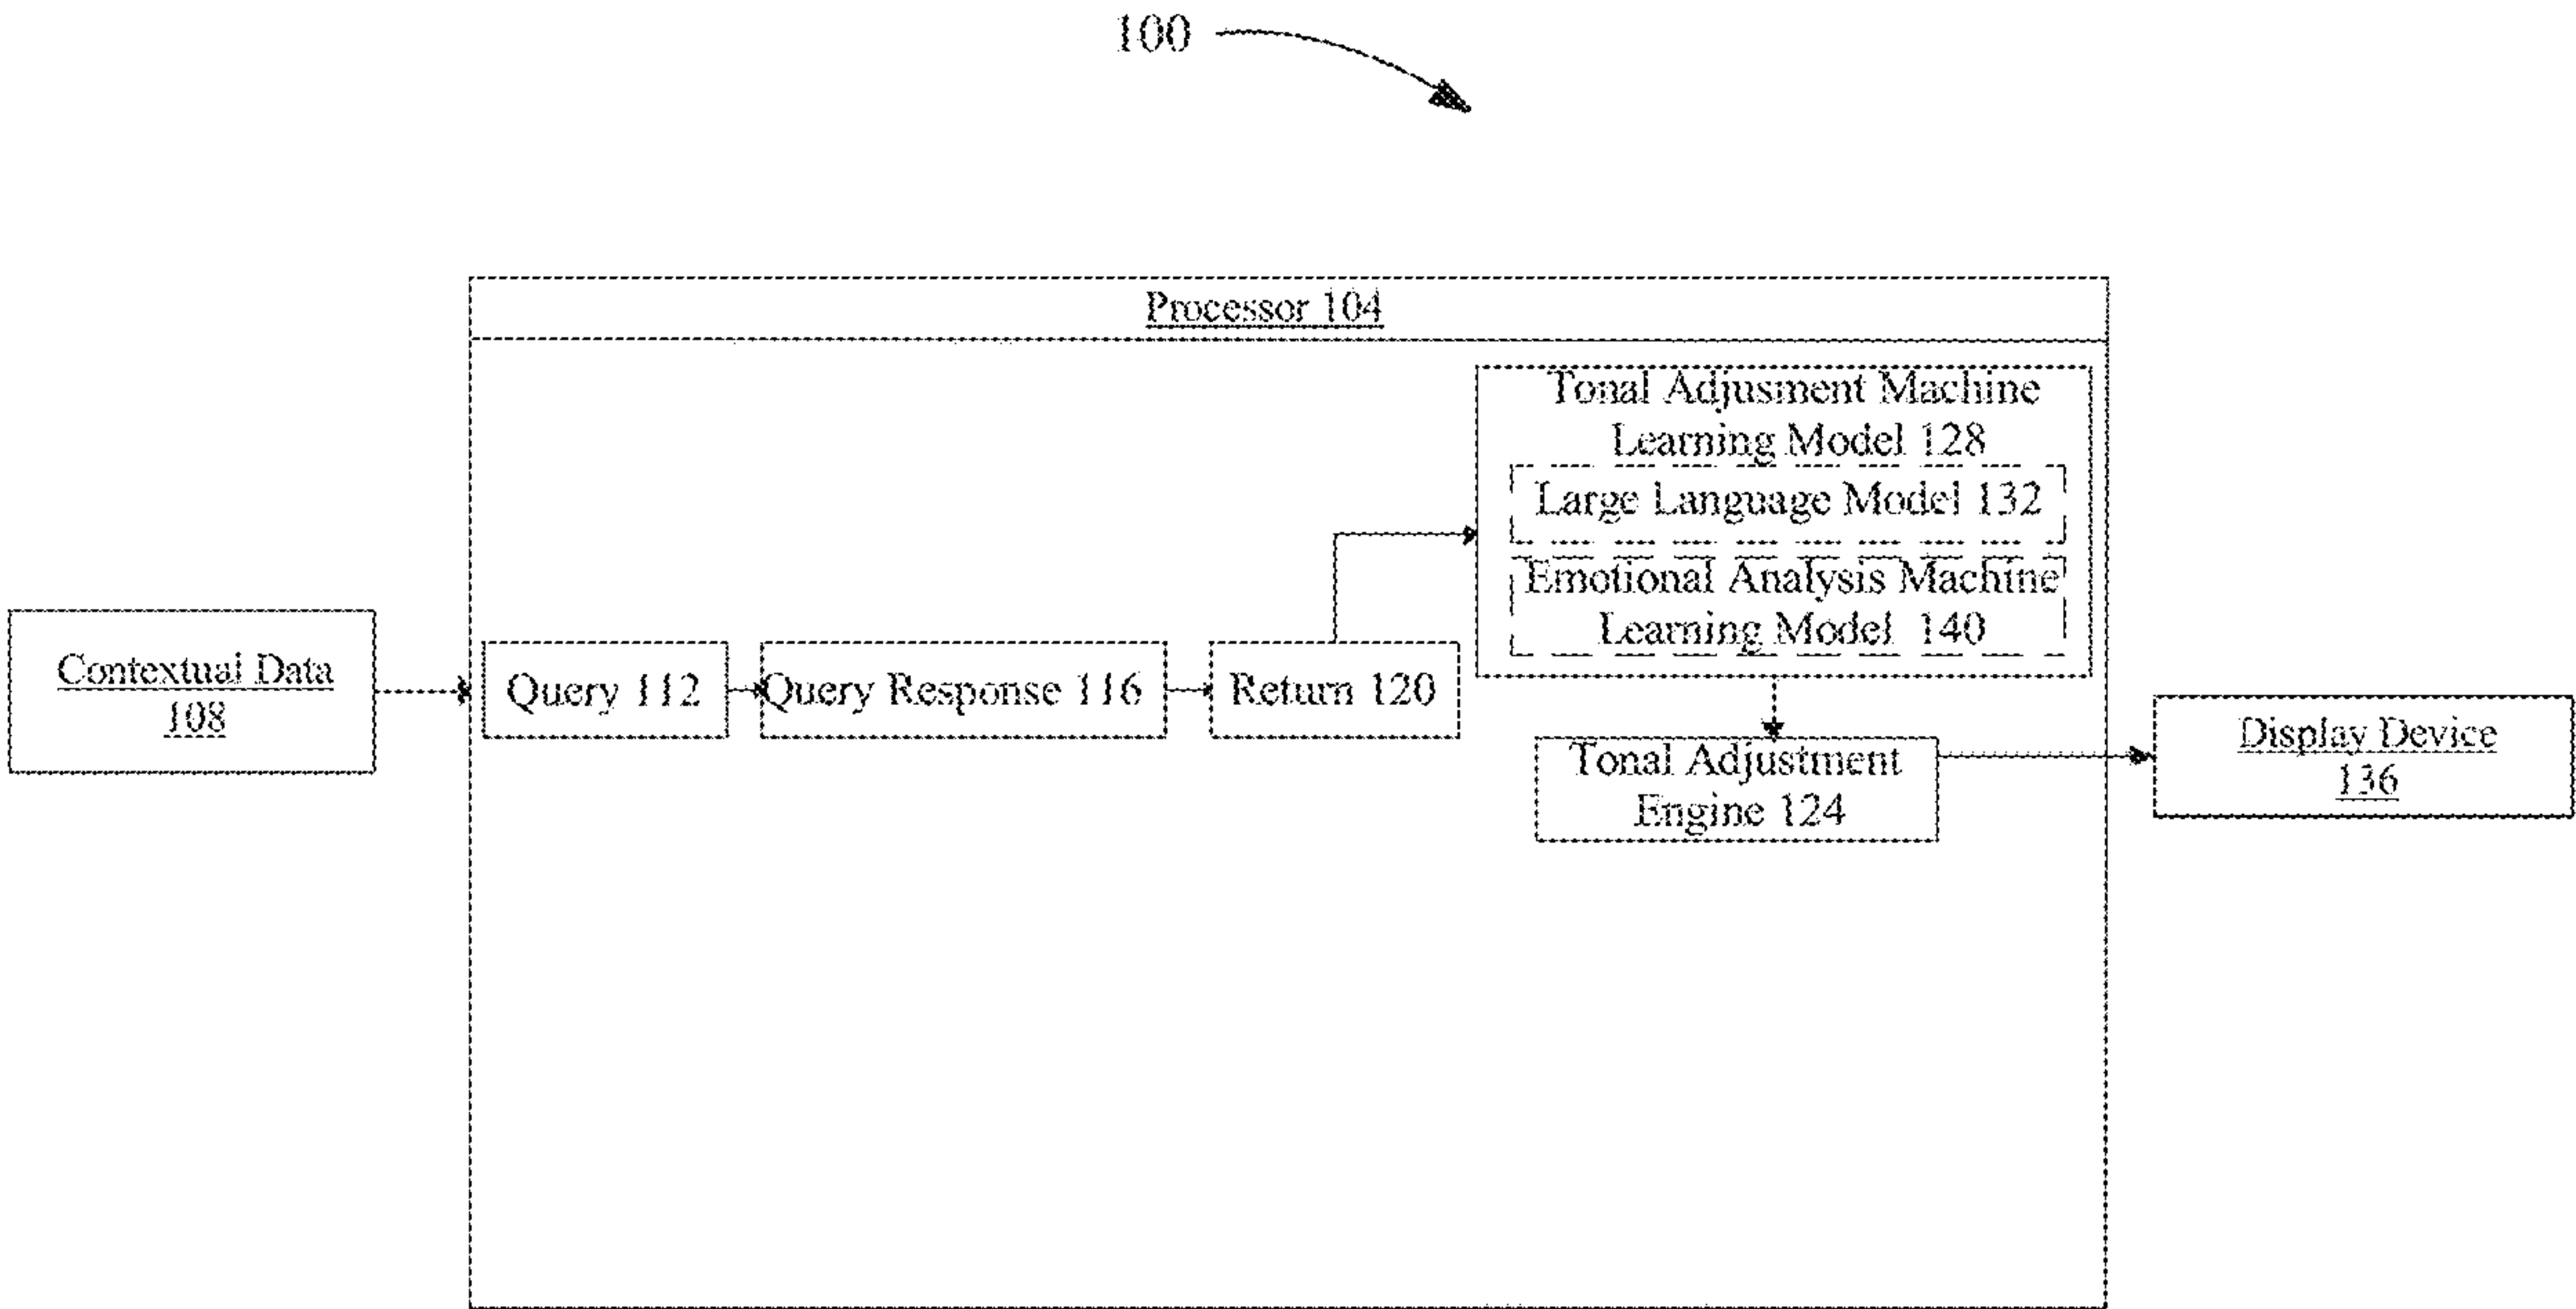 100
Processor 104
Tonal Adjusment Machine
Learning Model 128
Large Language Model 132
Emotional Analysis Machine
Learning Model 140
Contextual Data
108
Query 112
Query Response 116
Return 120
Tonal Adjustment
Engine 124
Display Device
136